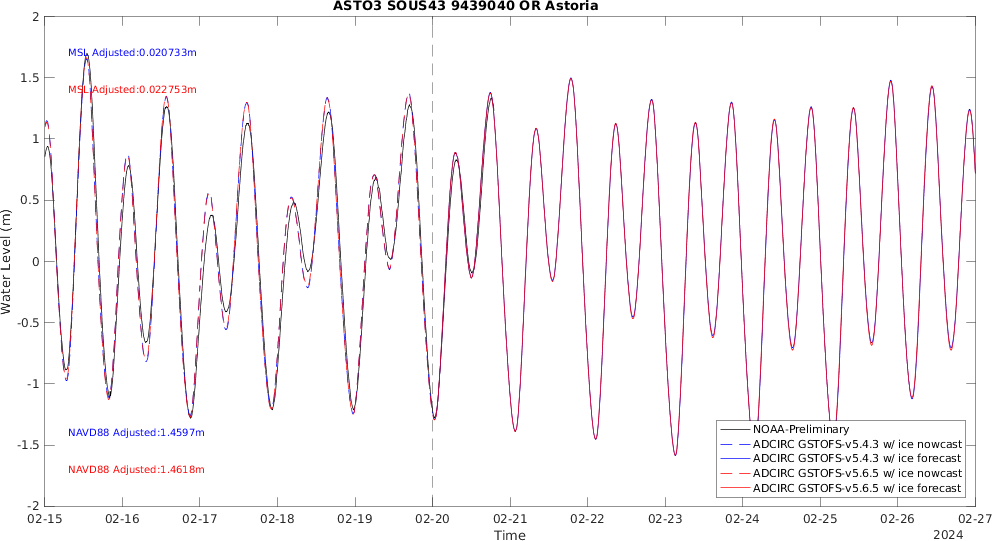 ASTO3 SOUS43 9439040 OR Astoria
MSL Adjusted:0.020733m
MSL Adjusted:0.022753m
NAVD88 Adjusted:1.4597m
NAVD88 Adjusted:1.4618m
Water Level (m)
2
1.5
1
0.5
0
-0.5
-1
-1.5
-2
NOAA-Preliminary
ADCIRC GSTOFS-v5.4.3 w/ ice nowcast
ADCIRC GSTOFS-v5.4.3 w/ ice forecast
ADCIRC GSTOFS-v5.6.5 w/ ice nowcast
ADCIRC GSTOFS-v5.6.5 w/ ice forecast
02-15 02-16 02-17 02-18 02-19 02-20 02-21 02-22 02-23 02-24 02-25 02-26 02-27
Time
2024